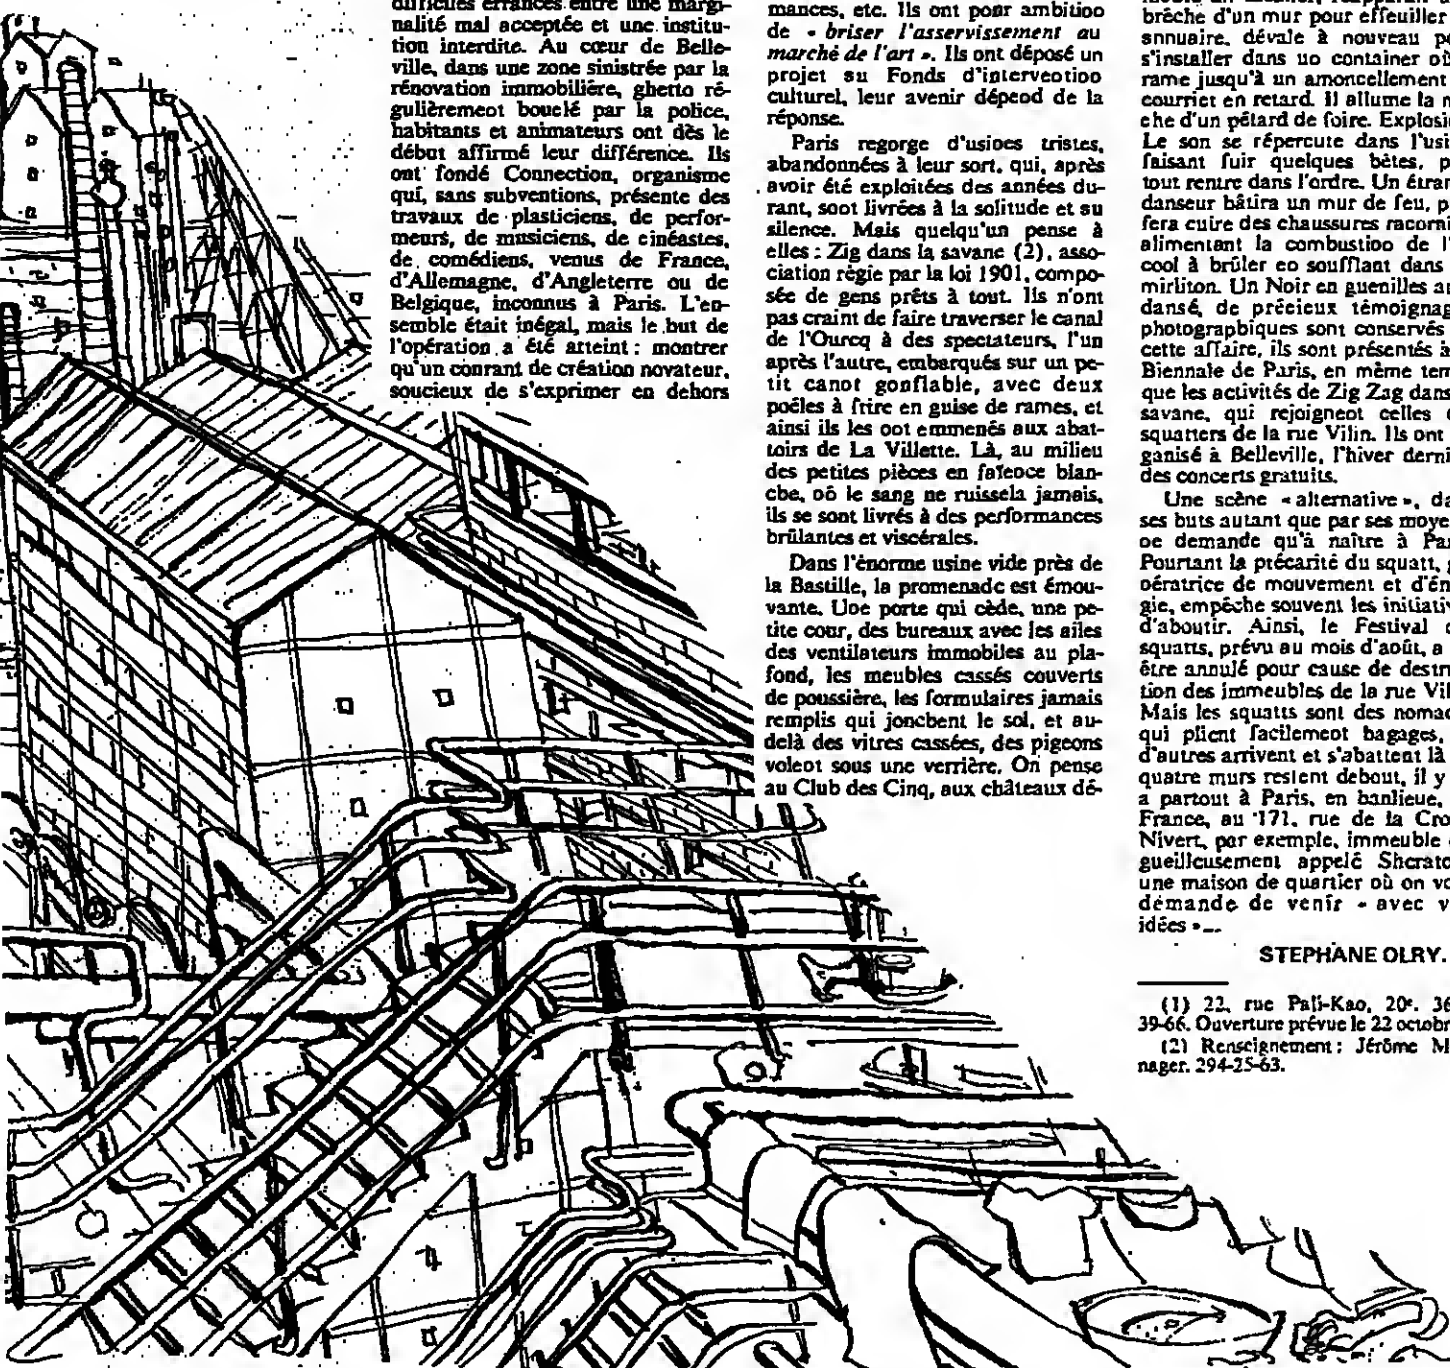 difficiles errances entre une margi-
nalité mal acceptée et une institu-
tion interdite. Au cœur de Belle-
ville, dans une zone sinistrée par la
rénovation immobilière, ghetto ré-
gulièrement bouclé par la police,
habitants et animateurs ont dès le
début affirmé leur différence. Ils
ont fondé Connection, organisme
qui, sans subventions, présente des
travaux de plasticiens, de perfor-
meurs, de musiciens, de cinéastes,
de comédiens, venus de France,
d'Allemagne, d'Angleterre ou de
Belgique, inconnus à Paris. L'en-
semble était inégal, mais le but de
l'opération a été atteint : montrer
qu'un courant de création novateur,
soucieux de s'exprimer en dehors
mances, etc. Ils ont pour ambition
de « briser l'asservissement au
marché de l'art ». Ils ont déposé un
projet au Fonds d'intervention
culturel, leur avenir dépend de la
réponse.
Paris regorge d'usines tristes,
abandonnées à leur sort, qui, après
avoir été exploitées des années du-
rant, sont livrées à la solitude et au
silence. Mais quelqu'un pense à
elles : Zig dans la savane (2), asso-
ciation régie par la loi 1901, compo-
sée de gens prêts à tout. Ils n'ont
pas craint de faire traverser le canal
de l'Ourcq à des spectateurs, l'un
après l'autre, embarqués sur un pe-
tit canot gonflable, avec deux
poêles à frire en guise de rames, et
ainsi ils les ont emmenés aux abat-
toirs de La Villette. Là, au milieu
des petites pièces en faïence blan-
che, où le sang ne ruissela jamais,
ils se sont livrés à des performances
brûlantes et viscérales.
Dans l'énorme usine vide près de
la Bastille, la promenade est émou-
vante. Une porte qui cède, une pe-
tite cour, des bureaux avec les ailes
des ventilateurs immobiles au pla-
fond, les meubles cassés couverts
de poussière, les formulaires jamais
remplis qui jonchent le sol, et au-
delà des vitres cassées, des pigeons
volent sous une verrière. On pense
au Club des Cinq, aux châteaux dé-
brèche d'un mur pour effeuiller
annuaire, dévale à nouveau p
s'installer dans un container où
rame jusqu'à un amoncellement
courrier en retard. Il allume la m
che d'un pétard de foire. Explosi
Le son se répercute dans l'usi
faisant fuir quelques bêtes, p
tout rentre dans l'ordre. Un étran
danseur bâtira un mur de feu, p
fera cuire des chaussures racorni
alimentant la combustion de l'
cool à brûler en soufflant dans
mirliton. Un Noir en guenilles a
dansé, de précieux témoignag
photographiques sont conservés
cette affaire, ils sont présentés à
Biennale de Paris, en même tem
que les activités de Zig Zag dans
savane, qui rejoignent celles
squatters de la rue Vilin. Ils ont
ganisé à Belleville, l'hiver derni
des concerts gratuits.
Une scène « alternative », da
ses buts autant que par ses moye
ne demande qu'à naître à Par
Pourtant la précarité du squatt, g
nératrice de mouvement et d'én
gie, empêche souvent les initiativ
d'aboutir. Ainsi, le Festival
squatts, prévu au mois d'août, a
être annulé pour cause de destru
tion des immeubles de la rue Vil
Mais les squatts sont des nomad
qui plient facilement bagages,
d'autres arrivent et s'abattent là
quatre murs restent debout, il y
a partout à Paris, en banlieue,
France, au 171, rue de la Cro
Nivert, par exemple, immeuble
gueilleusement appelé Sherato
une maison de quartier où on vo
demande de venir « avec v
idées »...
STEPHANE OLRY.
(1) 22, rue Pali-Kao, 20e. 36
39-66. Ouverture prévue le 22 octobr
(2) Renseignement : Jérôme M
nager. 294-25-63.